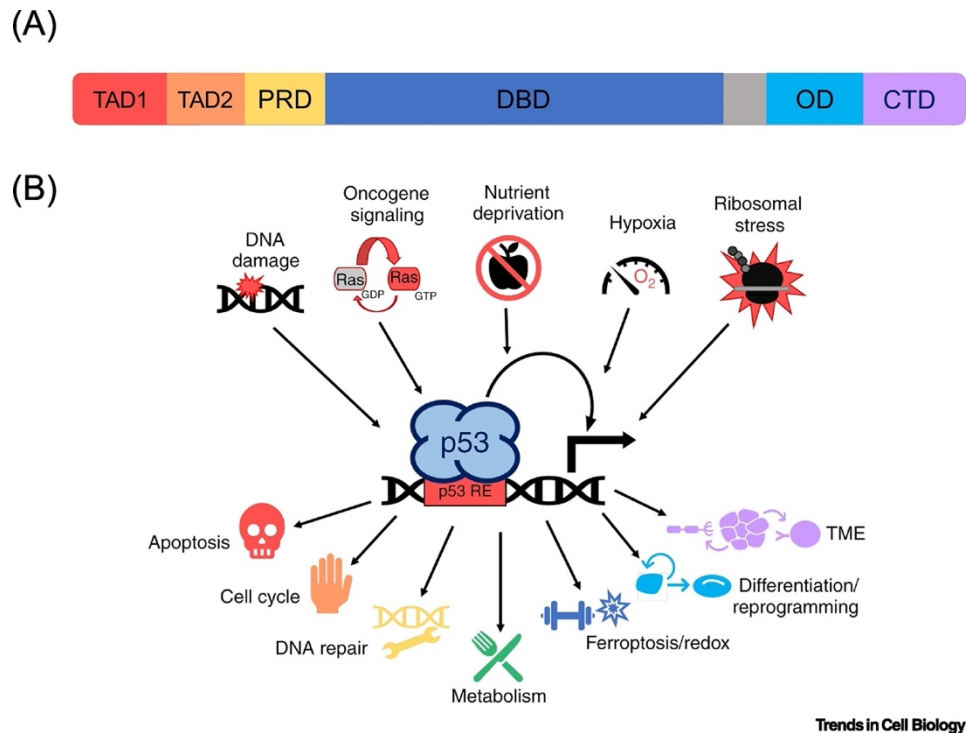 (A)
TAD1 TAD2 PRD DBD OD CTD
(B)
DNA
damage
Oncogene
signaling
Ras GDP Ras GTP
Nutrient
deprivation
Hypoxia
O2
Ribosomal
stress
p53
p53 RE
Apoptosis
Cell cycle
DNA repair
Metabolism
Ferroptosis/redox
Differentiation/
reprogramming
TME
Trends in Cell Biology